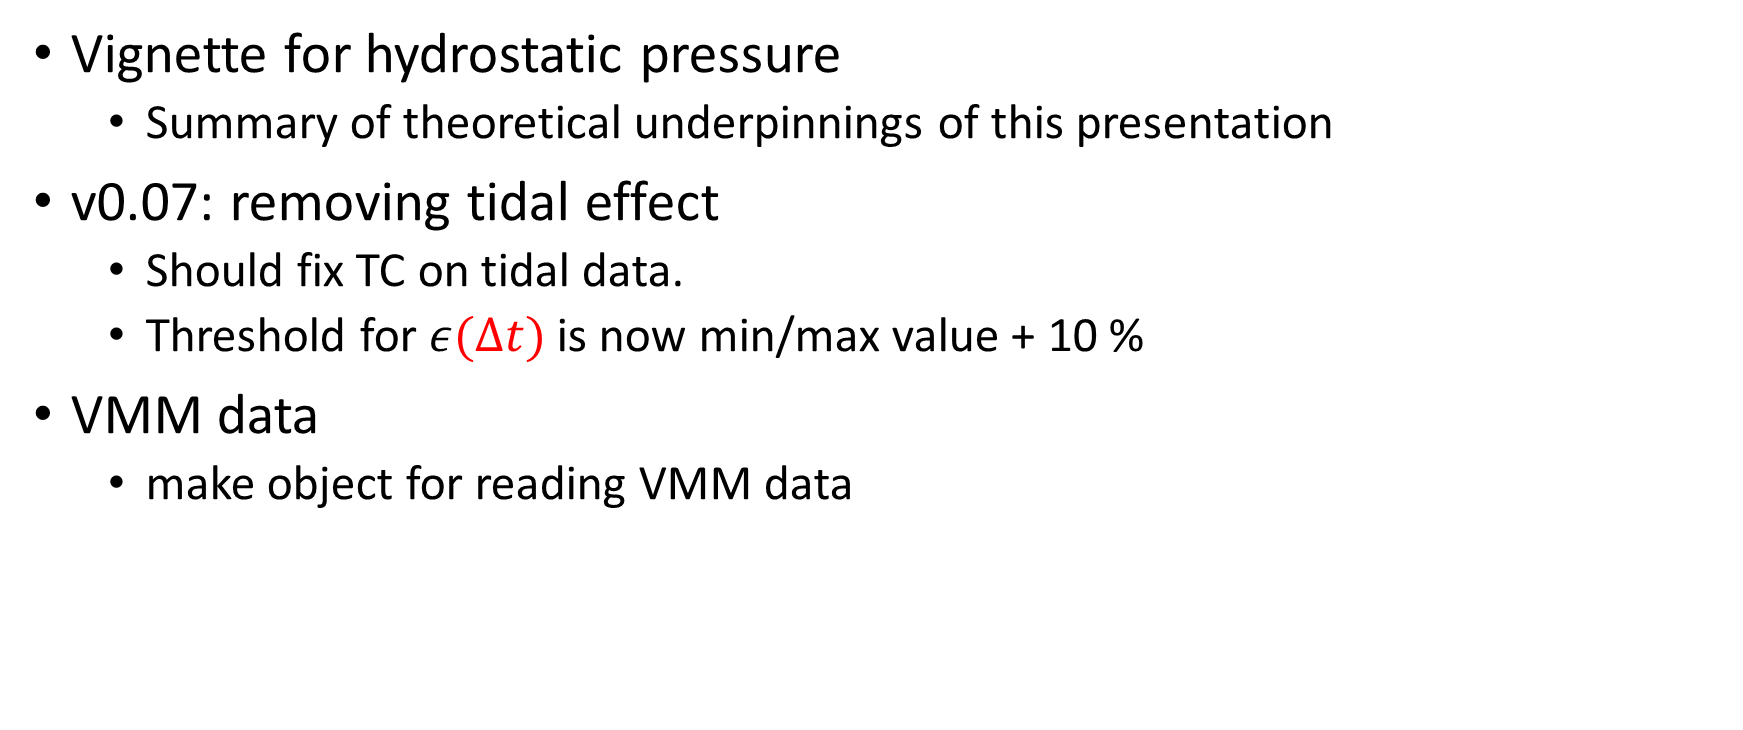 • Vignette for hydrostatic pressure
• Summary of theoretical underpinnings of this presentation
• v0.07: removing tidal effect
• Should fix TC on tidal data.
• Threshold for ϵ(Δt) is now min/max value + 10 %
• VMM data
• make object for reading VMM data